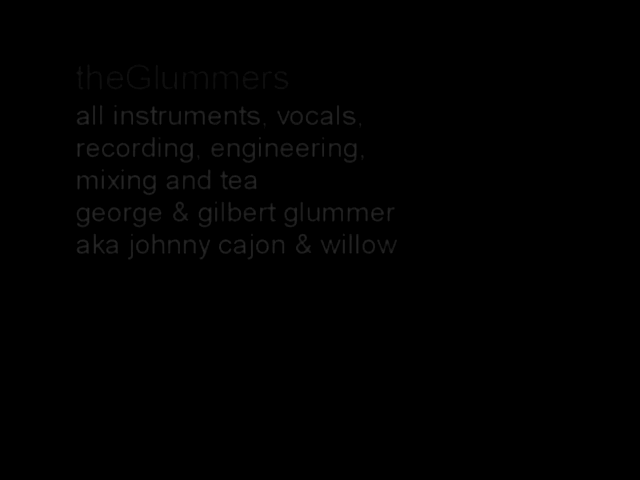 theGlummers
all instruments, vocals,
recording, engineering,
mixing and tea
george & gilbert glummer
aka johnny cajon & willow